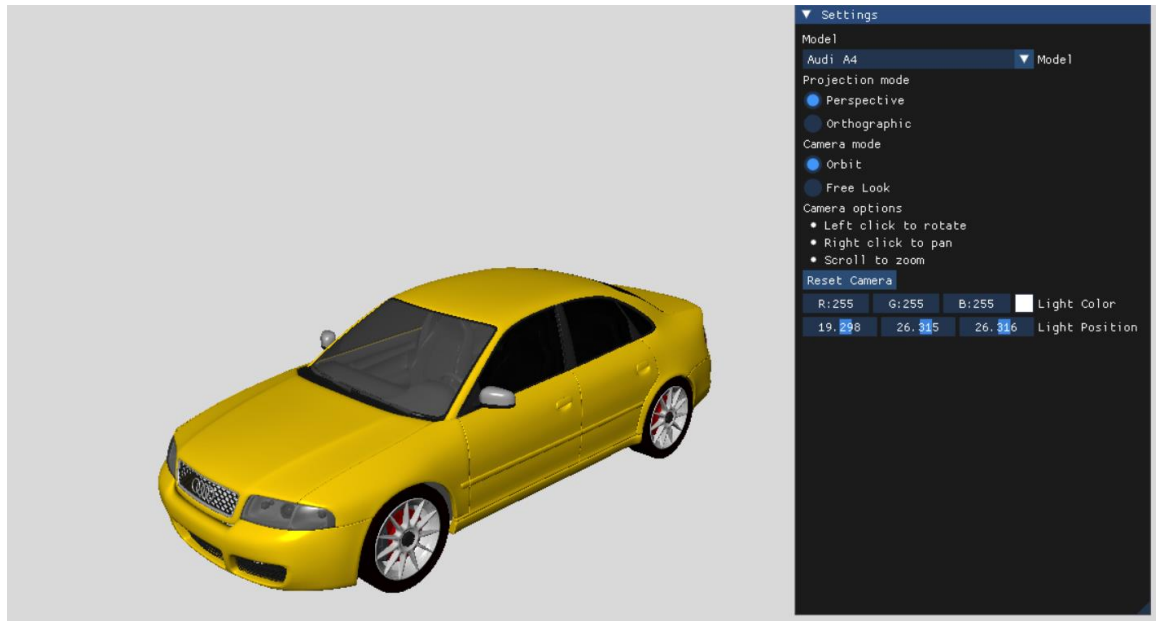 Settings
Model
Audi A4 Model
Projection mode
Perspective
Orthographic
Camera mode
Orbit
Free Look
Camera options
Left click to rotate
Right click to pan
Scroll to zoom
Reset Camera
R:255 G:255 B:255 Light Color
19.298 26.315 26.316 Light Position